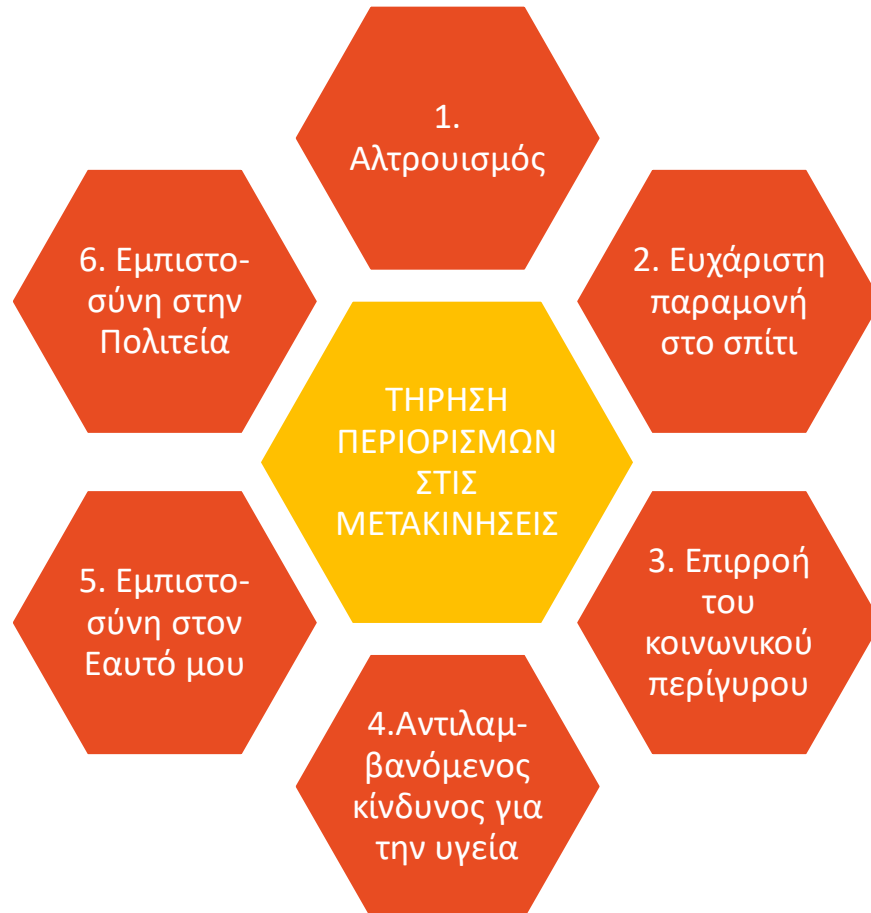 1.
Αλτρουισμός
2. Ευχάριστη
παραμονή
στο σπίτι
3. Επιρροή
του
κοινωνικού
περίγυρου
4.Αντιλαμ-
βανόμενος
κίνδυνος για
την υγεία
5. Εμπιστο-
σύνη στον
Εαυτό μου
6. Εμπιστο-
σύνη στην
Πολιτεία
ΤΗΡΗΣΗ
ΠΕΡΙΟΡΙΣΜΩΝ
ΣΤΙΣ
ΜΕΤΑΚΙΝΗΣΕΙΣ